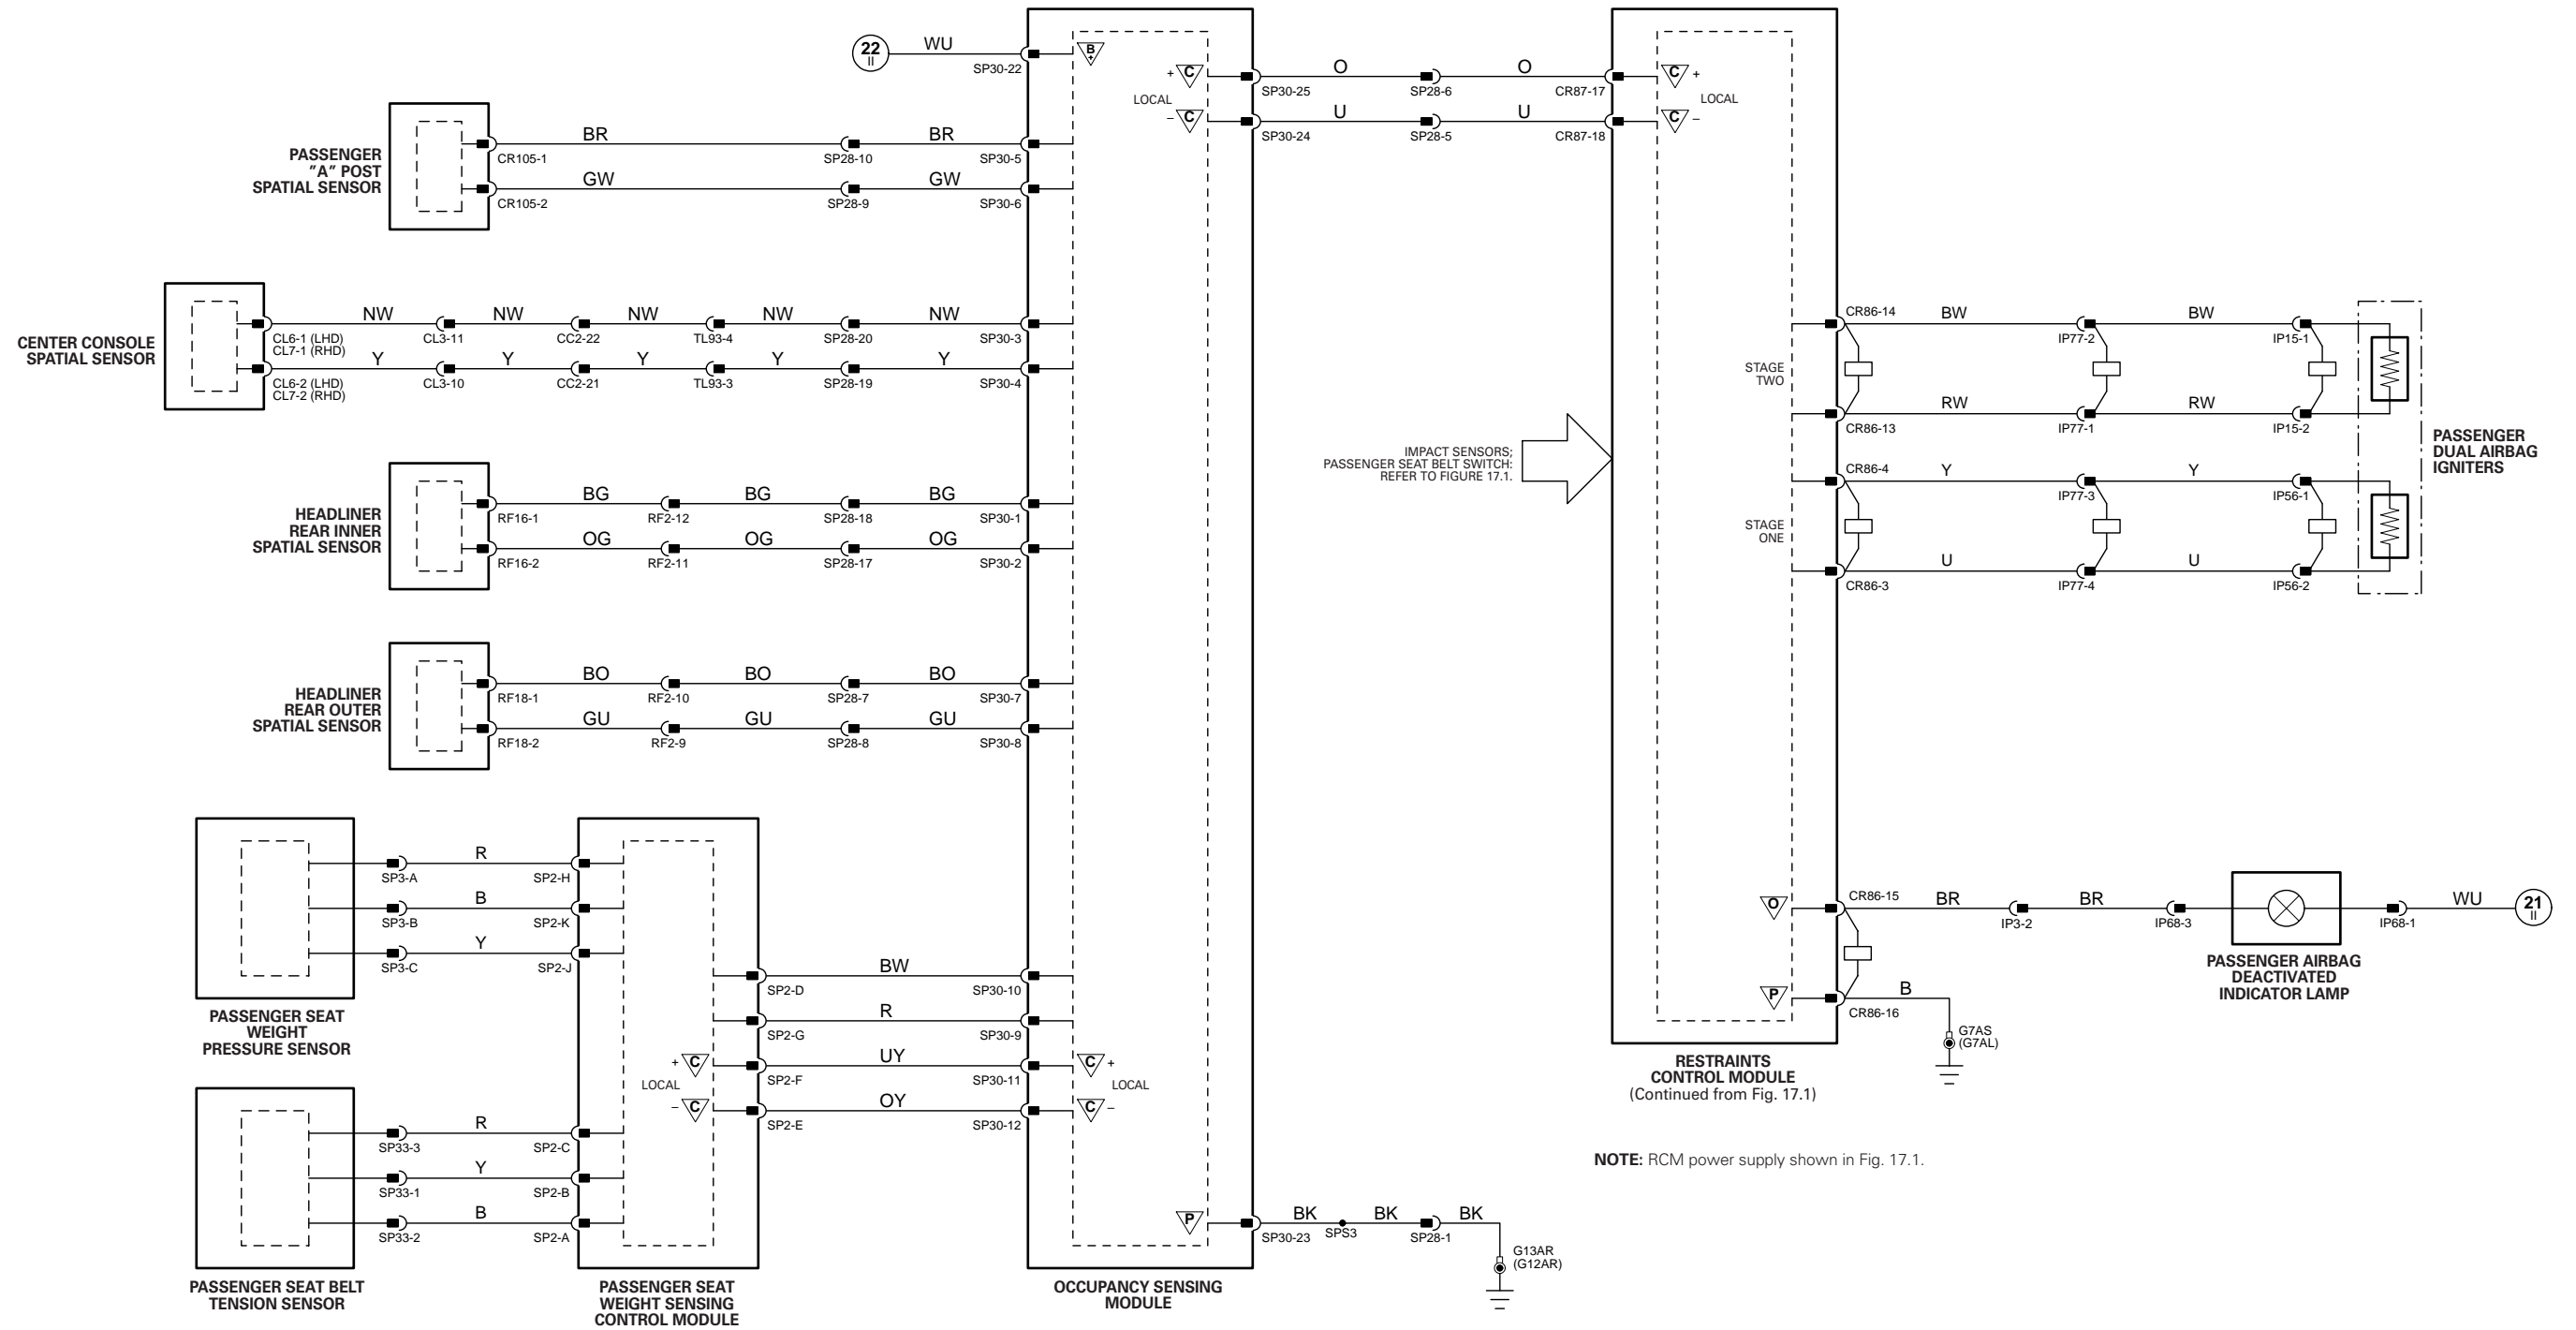 22
II
WU
SP30-22
B
+
+ C
LOCAL
– C
SP30-25
O
SP28-6
O
CR87-17
SP30-24
U
SP28-5
U
CR87-18
C +
LOCAL
C –
PASSENGER
"A" POST
SPATIAL SENSOR
BR
BR
CR105-1
SP28-10
SP30-5
GW
GW
CR105-2
SP28-9
SP30-6
CENTER CONSOLE
SPATIAL SENSOR
NW
NW
NW
NW
NW
CL6-1 (LHD)
CL7-1 (RHD)
CL3-11
CC2-22
TL93-4
SP28-20
SP30-3
Y
Y
Y
Y
Y
CL6-2 (LHD)
CL7-2 (RHD)
CL3-10
CC2-21
TL93-3
SP28-19
SP30-4
HEADLINER
REAR INNER
SPATIAL SENSOR
BG
BG
BG
RF16-1
RF2-12
SP28-18
SP30-1
OG
OG
OG
RF16-2
RF2-11
SP28-17
SP30-2
HEADLINER
REAR OUTER
SPATIAL SENSOR
BO
BO
BO
RF18-1
RF2-10
SP28-7
SP30-7
GU
GU
GU
RF18-2
RF2-9
SP28-8
SP30-8
IMPACT SENSORS;
PASSENGER SEAT BELT SWITCH:
REFER TO FIGURE 17.1.
STAGE
TWO
CR86-14
BW
BW
IP77-2
IP15-1
CR86-13
RW
RW
IP77-1
IP15-2
STAGE
ONE
CR86-4
Y
Y
IP77-3
IP56-1
CR86-3
U
U
IP77-4
IP56-2
PASSENGER
DUAL AIRBAG
IGNITERS
R
SP3-A
SP2-H
B
SP3-B
SP2-K
Y
SP3-C
SP2-J
PASSENGER SEAT
WEIGHT
PRESSURE SENSOR
R
SP33-3
SP2-C
Y
SP33-1
SP2-B
B
SP33-2
SP2-A
PASSENGER SEAT BELT
TENSION SENSOR
BW
SP2-D
SP30-10
R
SP2-G
SP30-9
+ C
LOCAL
– C
UY
SP2-F
SP30-11
OY
SP2-E
SP30-12
C +
LOCAL
C –
PASSENGER SEAT
WEIGHT SENSING
CONTROL MODULE
P
BK
BK
BK
SP30-23
SPS3
SP28-1
G13AR
(G12AR)
OCCUPANCY SENSING
MODULE
O
CR86-15
BR
BR
IP3-2
IP68-3
IP68-1
WU
21
II
PASSENGER AIRBAG
DEACTIVATED
INDICATOR LAMP
P
B
CR86-16
G7AS
(G7AL)
RESTRAINTS
CONTROL MODULE
(Continued from Fig. 17.1)
NOTE: RCM power supply shown in Fig. 17.1.